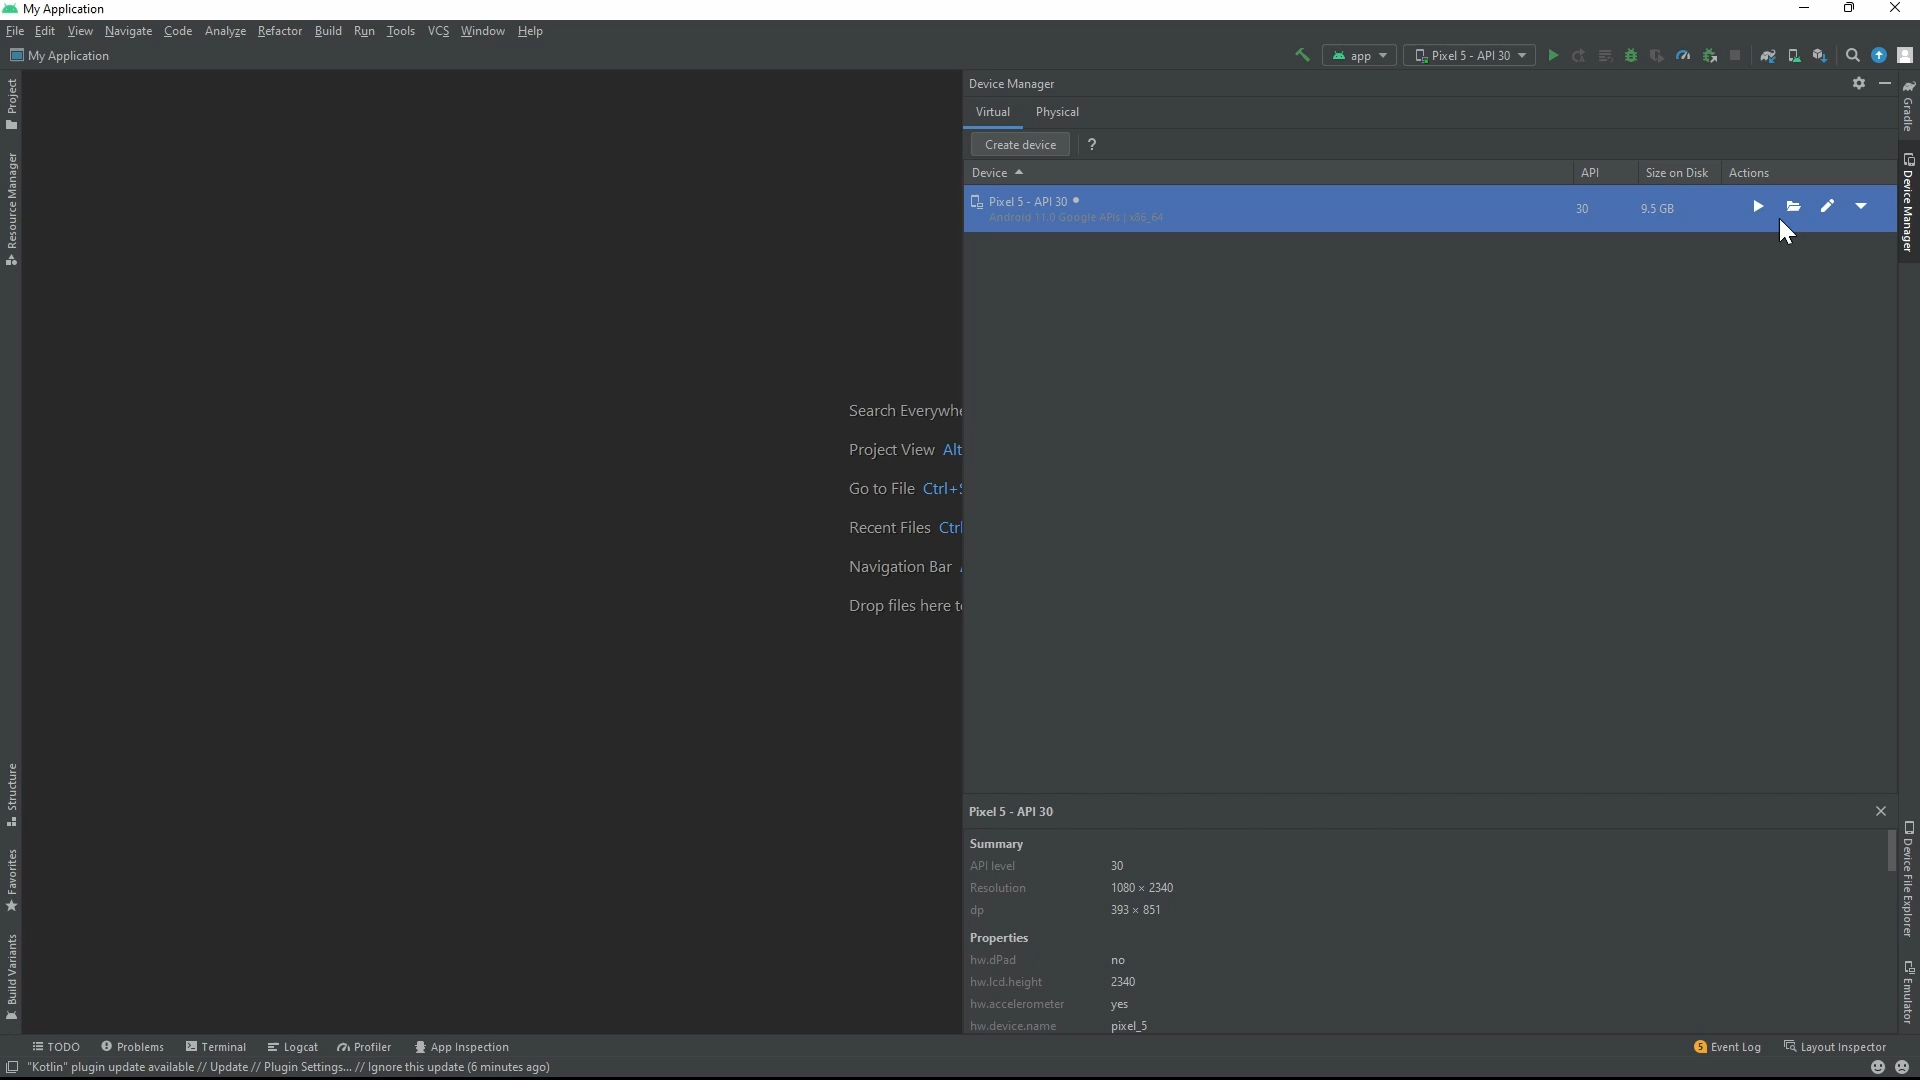 My Application
File Edit View Navigate Code Analyze Refactor Build Run Tools VCS Window Help
My Application
app
Pixel 5 - API 30
Project
Resource Manager
Structure
Favorites
Build Variants
Search Everywhe
Project View Alt
Go to File Ctrl+S
Recent Files Ctrl
Navigation Bar
Drop files here to
Device Manager
Virtual Physical
Create device ?
Device API Size on Disk Actions
Pixel 5 - API 30 30 9.5 GB
Android 11.0 Google APIs | x86_64
Pixel 5 - API 30
Summary
API level 30
Resolution 1080 × 2340
dp 393 × 851
Properties
hw.dPad no
hw.lcd.height 2340
hw.accelerometer yes
hw.device.name pixel_5
Gradle
Device Manager
Device File Explorer
Emulator
TODO Problems Terminal Logcat Profiler App Inspection 5 Event Log Layout Inspector
"Kotlin" plugin update available // Update // Plugin Settings... // Ignore this update (6 minutes ago)